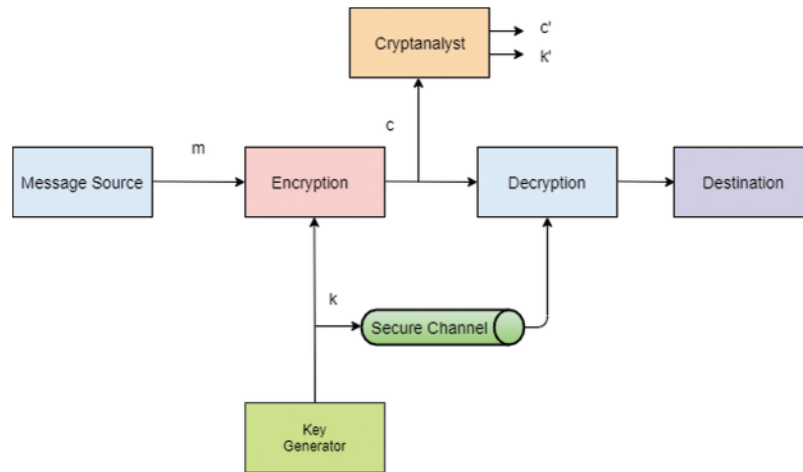 Cryptanalyst
c'
k'
m
c
Message Source
Encryption
Decryption
Destination
k
Secure Channel
Key
Generator